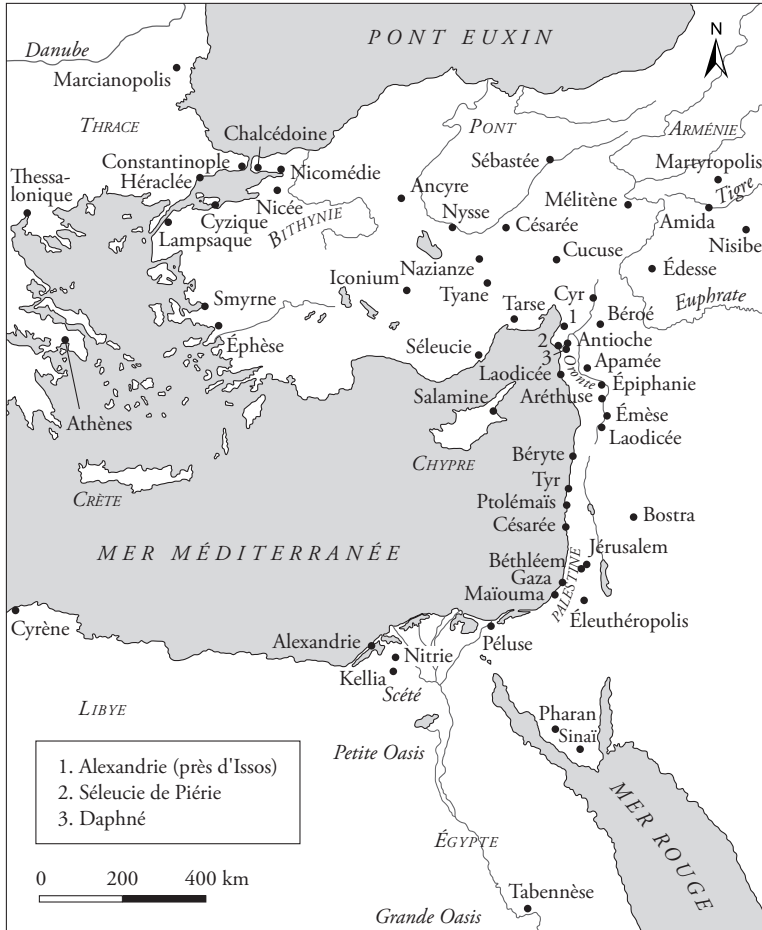 PONT EUXIN
N
Danube
Marcianopolis
THRACE
Chalcédoine
PONT
ARMÉNIE
Constantinople
Sébastée
Martyropolis
Héraclée
Nicomédie
Tigre
Thessa-
lonique
Ancyre
Mélitène
Nicée
Amida
Cyzique
Nysse
Césarée
BITHYNIE
Lampsaque
Nisibe
Cucuse
Nazianze
Édesse
Iconium
Tyane
Cyr
Euphrate
Smyrne
Tarse
1
Béroé
Éphèse
2
Antioche
Séleucie
3
Oronte
Apamée
Laodicée
Épiphanie
Salamine
Aréthuse
Athènes
Émèse
Laodicée
CHYPRE
Béryte
Tyr
CRÈTE
Ptolémaïs
Bostra
Césarée
MER MÉDITERRANÉE
Jérusalem
Béthléem
Gaza
PALESTINE
Maïouma
Éleuthéropolis
Cyrène
Alexandrie
Péluse
Nitrie
Kellia
Scété
LIBYE
Pharan
Sinaï
Petite Oasis
1. Alexandrie (près d'Issos)
2. Séleucie de Piérie
3. Daphné
MER ROUGE
ÉGYPTE
0 200 400 km
Tabennèse
Grande Oasis